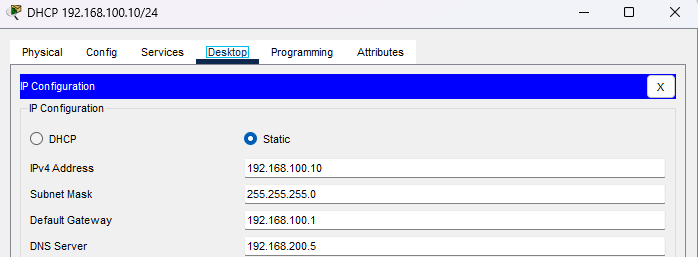 DHCP 192.168.100.10/24
Physical Config Services Desktop Programming Attributes
IP Configuration X
IP Configuration
DHCP Static
IPv4 Address 192.168.100.10
Subnet Mask 255.255.255.0
Default Gateway 192.168.100.1
DNS Server 192.168.200.5